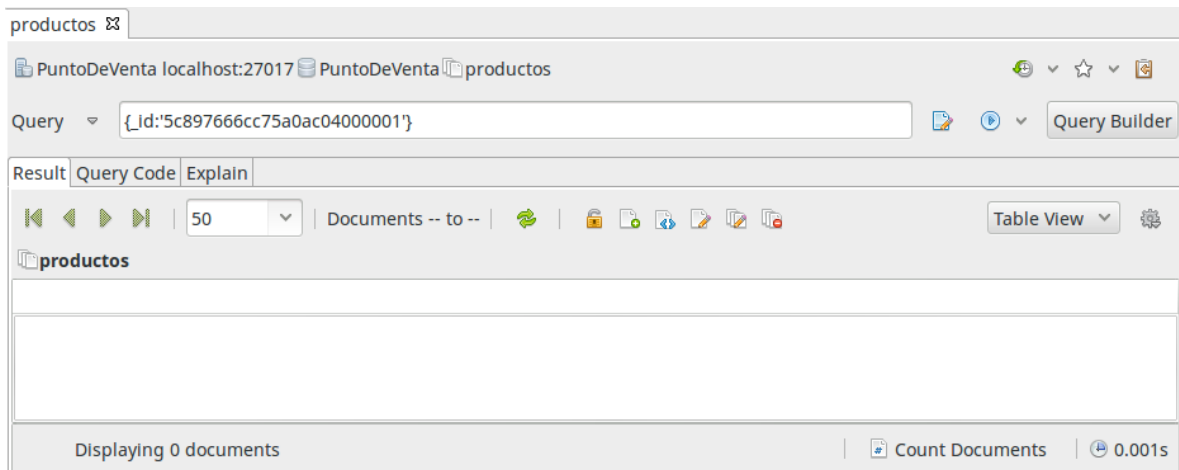 productos
PuntoDeVenta localhost:27017 PuntoDeVenta productos
Query {_id:'5c897666cc75a0ac04000001'} Query Builder
Result Query Code Explain
50 Documents -- to -- Table View
productos
Displaying 0 documents Count Documents 0.001s